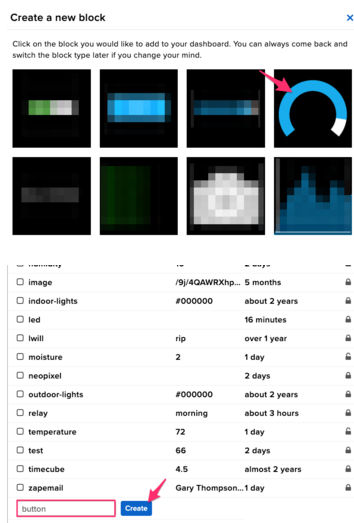 Create a new block ×
Click on the block you would like to add to your dashboard. You can always come back and
switch the block type later if you change your mind.
humidity 2 days
image /9j/4QAWRXhp... 5 months
indoor-lights #000000 about 2 years
led 16 minutes
lwill rip over 1 year
moisture 2 1 day
neopixel 2 days
outdoor-lights #000000 about 2 years
relay morning about 3 hours
temperature 72 1 day
test 66 2 days
timecube 4.5 almost 2 years
zapemail Gary Thompson... 1 day
button Create